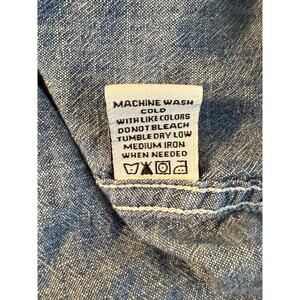 MACHINE WASH
COLD
WITH LIKE COLORS
DO NOT BLEACH
TUMBLE DRY LOW
MEDIUM IRON
WHEN NEEDED